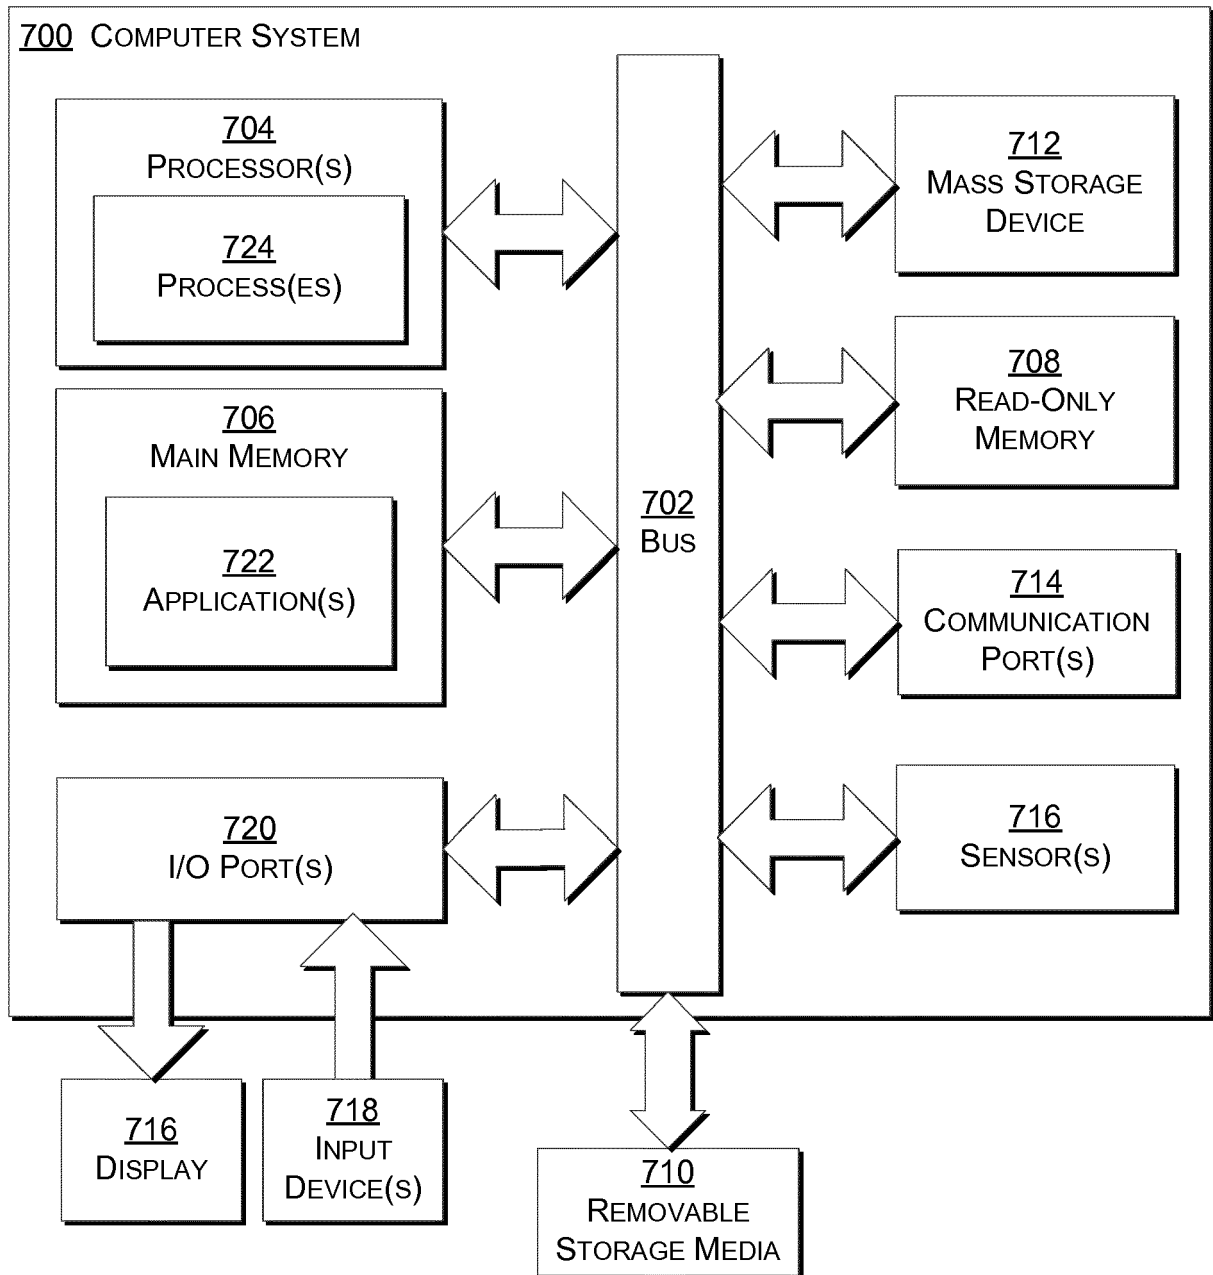 700 COMPUTER SYSTEM
704
PROCESSOR(S)
724
PROCESS(ES)
706
MAIN MEMORY
722
APPLICATION(S)
720
I/O PORT(S)
702
BUS
712
MASS STORAGE
DEVICE
708
READ-ONLY
MEMORY
714
COMMUNICATION
PORT(S)
716
SENSOR(S)
716
DISPLAY
718
INPUT
DEVICE(S)
710
REMOVABLE
STORAGE MEDIA